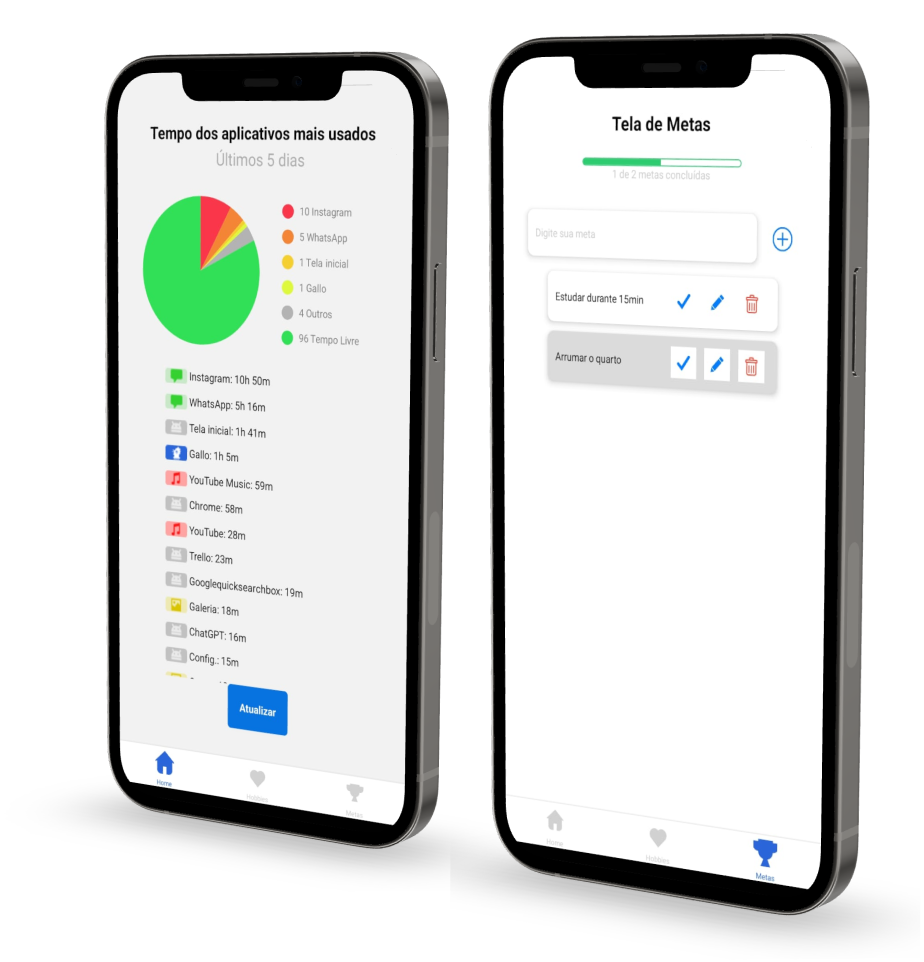 Tempo dos aplicativos mais usados
Últimos 5 dias
10 Instagram
5 WhatsApp
1 Tela inicial
1 Gallo
4 Outros
96 Tempo Livre
Instagram: 10h 50m
WhatsApp: 5h 16m
Tela inicial: 1h 41m
Gallo: 1h 5m
YouTube Music: 59m
Chrome: 58m
YouTube: 28m
Trello: 23m
Googlequicksearchbox: 19m
Galeria: 18m
ChatGPT: 16m
Config.: 15m
Atualizar
Home
Hobbies
Metas
Tela de Metas
1 de 2 metas concluídas
Digite sua meta
Estudar durante 15min
Arrumar o quarto
Home
Hobbies
Metas